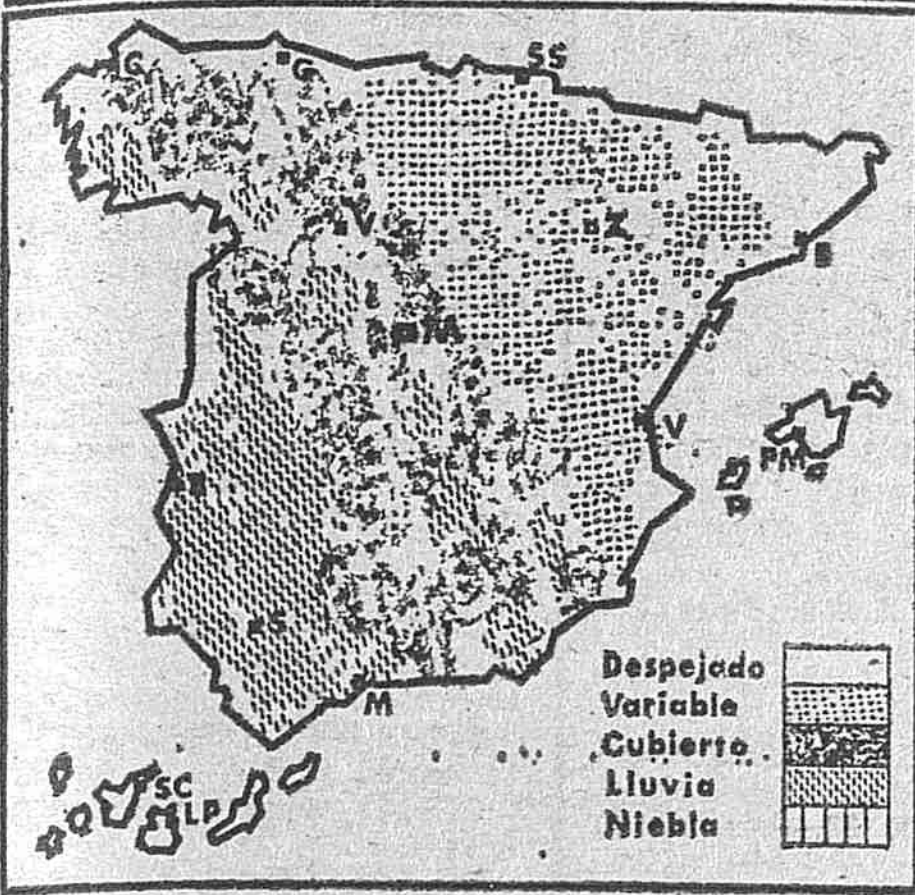 SS
C
G
V
Z
B
M
V
PM
S
M
SC
LP
Despejado
Variable
Cubierto
Lluvia
Niebla